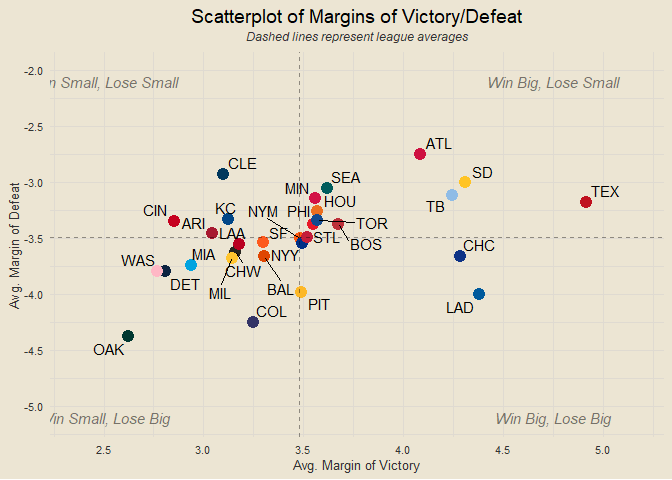 Scatterplot of Margins of Victory/Defeat
Dashed lines represent league averages
-2.0
n Small, Lose Small
Win Big, Lose Small
-2.5
ATL
CLE
SD
-3.0
SEA
MIN
TEX
HOU
TB
CIN
KC
NYM
PHI
ARI
TOR
LAA
SF
STL
-3.5
BOS
CHC
MIA
NYY
WAS
CHW
DET
MIL
BAL
-4.0
PIT
LAD
COL
OAK
-4.5
-5.0
in Small, Lose Big
Win Big, Lose Big
2.5
3.0
3.5
4.0
4.5
5.0
Avg. Margin of Victory
Avg. Margin of Defeat